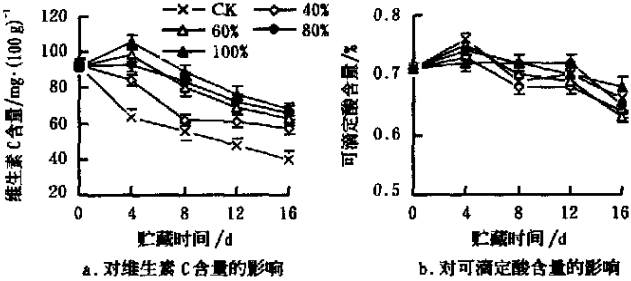 维生素 C含量/mg·(100 g)⁻¹
120
100
80
60
40
20
CK
40%
60%
80%
100%
0 4 8 12 16
贮藏时间/d
a.对维生素 C含量的影响
可滴定酸含量/%
0.8
0.7
0.6
0.5
0 4 8 12 16
贮藏时间/d
b.对可滴定酸含量的影响